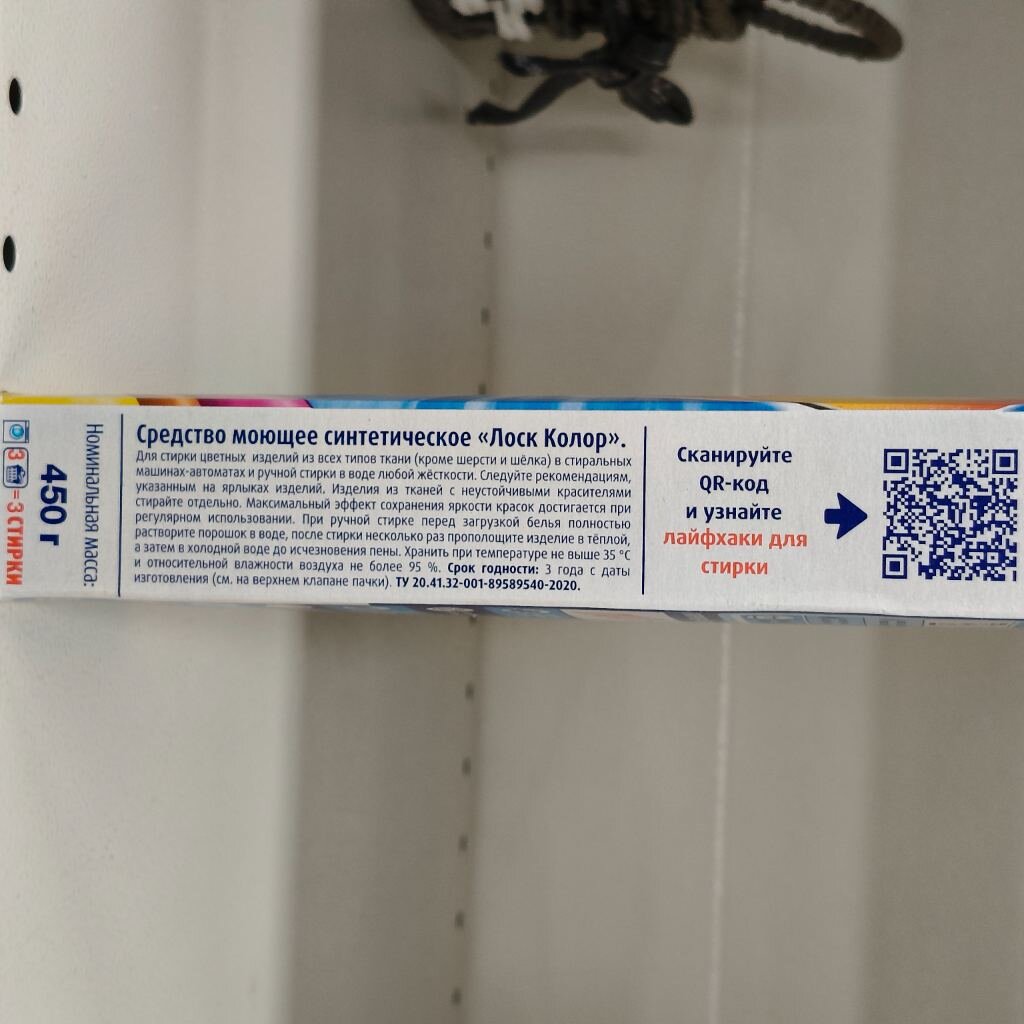 Номинальная масса:
450 г
3 = 3 СТИРКИ
Средство моющее синтетическое «Лоск Колор».
Для стирки цветных изделий из всех типов ткани (кроме шерсти и шёлка) в стиральных
машинах-автоматах и ручной стирки в воде любой жёсткости. Следуйте рекомендациям,
указанным на ярлыках изделий. Изделия из тканей с неустойчивыми красителями
стирайте отдельно. Максимальный эффект сохранения яркости красок достигается при
регулярном использовании. При ручной стирке перед загрузкой белья полностью
растворите порошок в воде, после стирки несколько раз прополощите изделие в тёплой,
а затем в холодной воде до исчезновения пены. Хранить при температуре не выше 35 °C
и относительной влажности воздуха не более 95 %. Срок годности: 3 года с даты
изготовления (см. на верхнем клапане пачки). ТУ 20.41.32-001-89589540-2020.
Сканируйте
QR-код
и узнайте
лайфхаки для
стирки